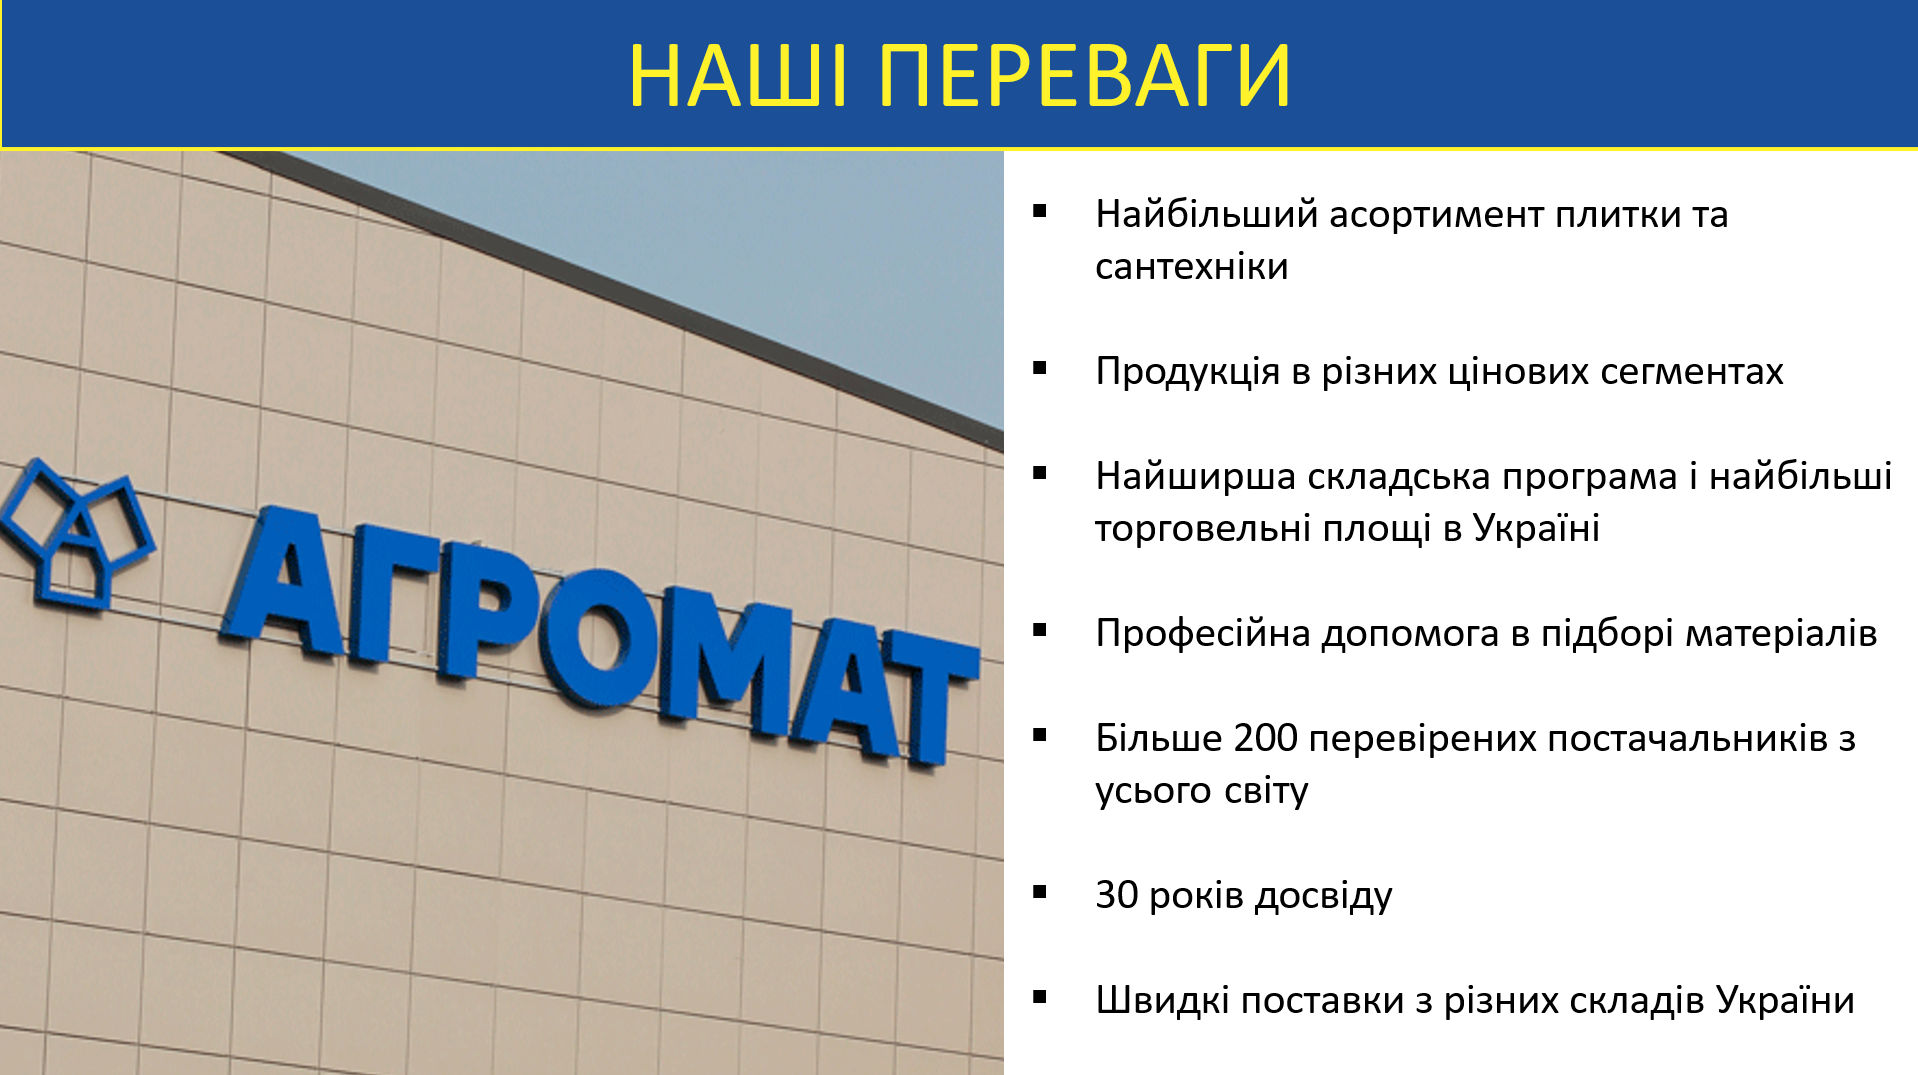 НАШІ ПЕРЕВАГИ
АГРОМАТ
▪ Найбільший асортимент плитки та
сантехніки
▪ Продукція в різних цінових сегментах
▪ Найширша складська програма і найбільші
торговельні площі в Україні
▪ Професійна допомога в підборі матеріалів
▪ Більше 200 перевірених постачальників з
усього світу
▪ 30 років досвіду
▪ Швидкі поставки з різних складів України